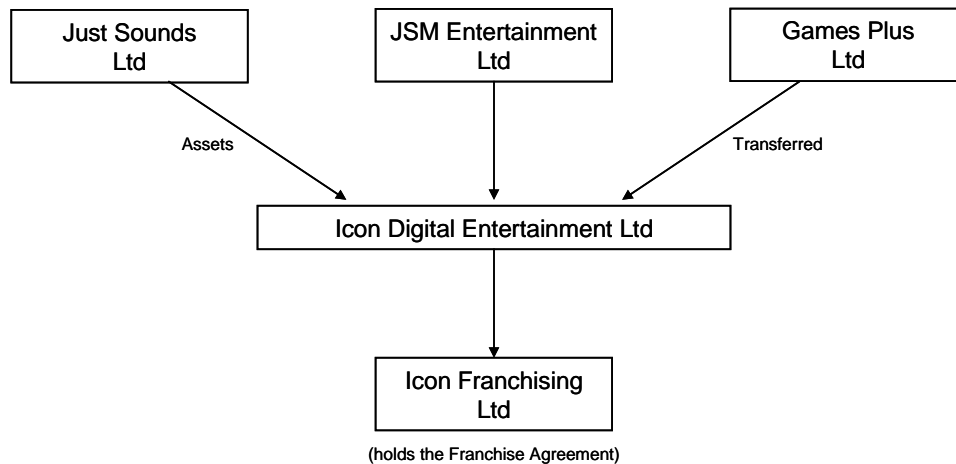 Just Sounds
Ltd
JSM Entertainment
Ltd
Games Plus
Ltd
Assets
Transferred
Icon Digital Entertainment Ltd
Icon Franchising
Ltd
(holds the Franchise Agreement)